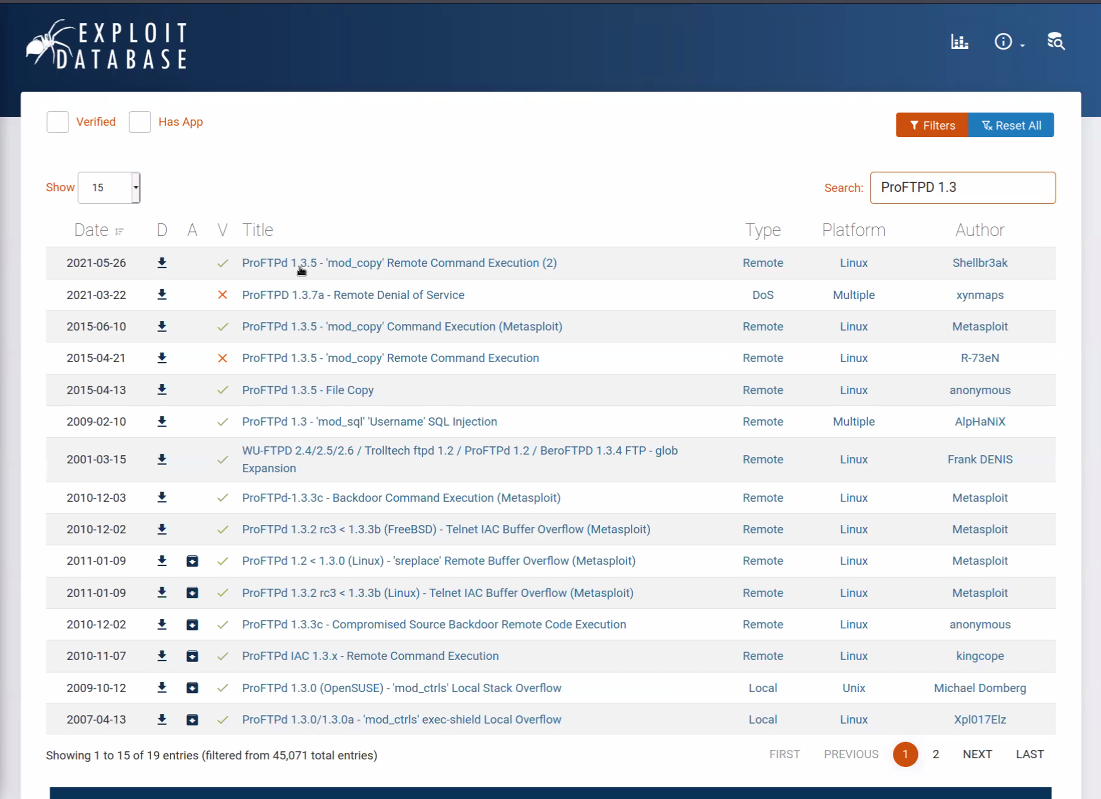 EXPLOIT
DATABASE
Verified Has App
Filters Reset All
Show 15 Search: ProFTPD 1.3
Date D A V Title Type Platform Author
2021-05-26 ProFTPd 1.3.5 - 'mod_copy' Remote Command Execution (2) Remote Linux Shellbr3ak
2021-03-22 ProFTPD 1.3.7a - Remote Denial of Service DoS Multiple xynmaps
2015-06-10 ProFTPd 1.3.5 - 'mod_copy' Command Execution (Metasploit) Remote Linux Metasploit
2015-04-21 ProFTPd 1.3.5 - 'mod_copy' Remote Command Execution Remote Linux R-73eN
2015-04-13 ProFTPd 1.3.5 - File Copy Remote Linux anonymous
2009-02-10 ProFTPd 1.3 - 'mod_sql' 'Username' SQL Injection Remote Multiple AlpHaNiX
2001-03-15 WU-FTPD 2.4/2.5/2.6 / Trolltech ftpd 1.2 / ProFTPd 1.2 / BeroFTPD 1.3.4 FTP - glob
Expansion Remote Linux Frank DENIS
2010-12-03 ProFTPd-1.3.3c - Backdoor Command Execution (Metasploit) Remote Linux Metasploit
2010-12-02 ProFTPd 1.3.2 rc3 < 1.3.3b (FreeBSD) - Telnet IAC Buffer Overflow (Metasploit) Remote Linux Metasploit
2011-01-09 ProFTPd 1.2 < 1.3.0 (Linux) - 'sreplace' Remote Buffer Overflow (Metasploit) Remote Linux Metasploit
2011-01-09 ProFTPd 1.3.2 rc3 < 1.3.3b (Linux) - Telnet IAC Buffer Overflow (Metasploit) Remote Linux Metasploit
2010-12-02 ProFTPd 1.3.3c - Compromised Source Backdoor Remote Code Execution Remote Linux anonymous
2010-11-07 ProFTPd IAC 1.3.x - Remote Command Execution Remote Linux kingcope
2009-10-12 ProFTPd 1.3.0 (OpenSUSE) - 'mod_ctrls' Local Stack Overflow Local Unix Michael Domberg
2007-04-13 ProFTPd 1.3.0/1.3.0a - 'mod_ctrls' exec-shield Local Overflow Local Linux Xpl017Elz
Showing 1 to 15 of 19 entries (filtered from 45,071 total entries) FIRST PREVIOUS 1 2 NEXT LAST